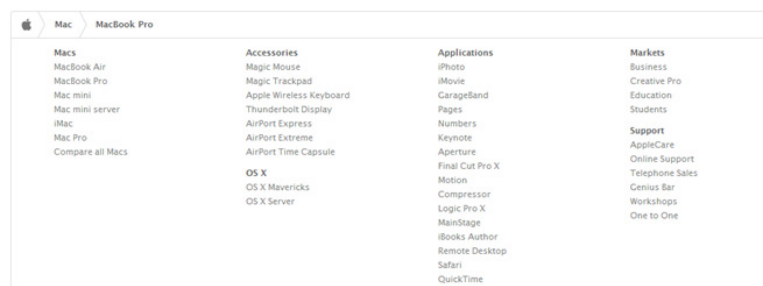 Mac
MacBook Pro
Macs
MacBook Air
MacBook Pro
Mac mini
Mac mini server
iMac
Mac Pro
Compare all Macs
Accessories
Magic Mouse
Magic Trackpad
Apple Wireless Keyboard
Thunderbolt Display
AirPort Express
AirPort Extreme
AirPort Time Capsule
OS X
OS X Mavericks
OS X Server
Applications
iPhoto
iMovie
GarageBand
Pages
Numbers
Keynote
Aperture
Final Cut Pro X
Motion
Compressor
Logic Pro X
MainStage
iBooks Author
Remote Desktop
Safari
QuickTime
Markets
Business
Creative Pro
Education
Students
Support
AppleCare
Online Support
Telephone Sales
Genius Bar
Workshops
One to One